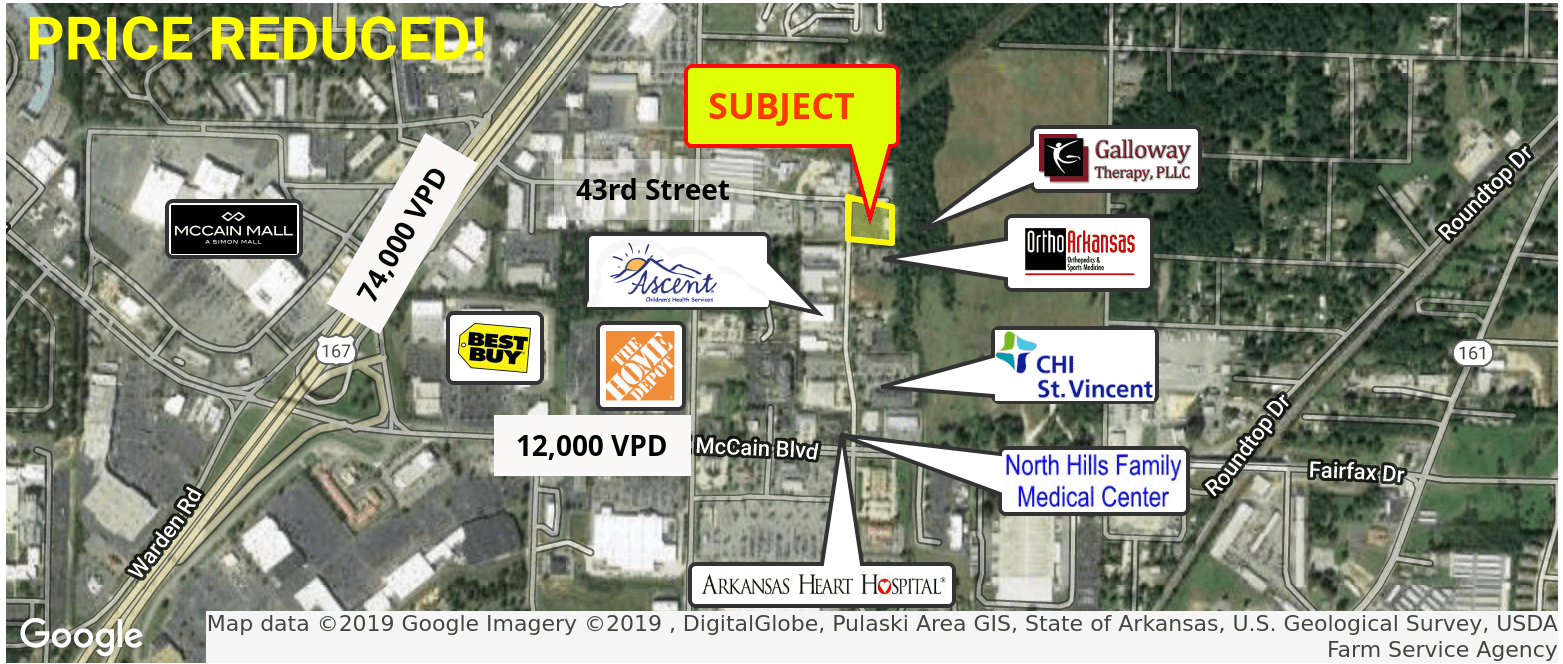 PRICE REDUCED!
SUBJECT
Galloway
Therapy, PLLC
43rd Street
MCCAIN MALL
A SIMON MALL
74,000 VPD
Roundtop Dr
OrthoArkansas
Orthopedics &
Sports Medicine
Ascent
Children's Health Services
BEST
BUY
THE
HOME
DEPOT
167
161
CHI
St. Vincent
12,000 VPD
McCain Blvd
Roundtop Dr
North Hills Family
Medical Center
Fairfax Dr
Warden Rd
ARKANSAS HEART HOSPITAL®
Google
Map data ©2019 Google Imagery ©2019 , DigitalGlobe, Pulaski Area GIS, State of Arkansas, U.S. Geological Survey, USDA
Farm Service Agency